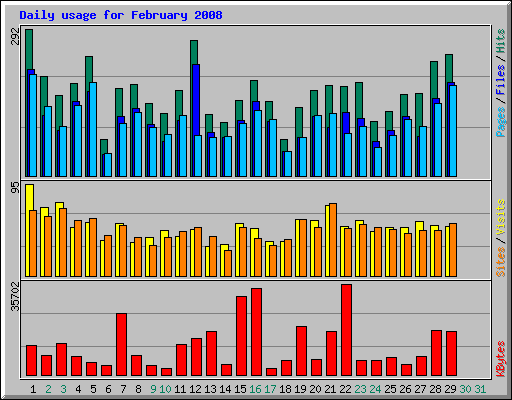 Daily usage for February 2008
292
Pages / Files / Hits
95
Sites / Visits
35702
KBytes
1 2 3 4 5 6 7 8 9 10 11 12 13 14 15 16 17 18 19 20 21 22 23 24 25 26 27 28 29 30 31